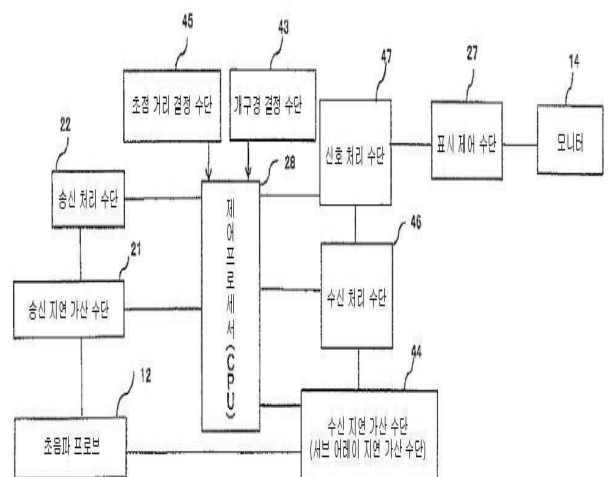 45
43
47
27
14
초점 거리 결정 수단
개구경 결정 수단
신호 처리 수단
표시 제어 수단
모니터
22
28
송신 처리 수단
46
21
제어프로세서(CPU)
수신 처리 수단
송신 지연 가산 수단
44
12
초음파 프로브
수신 지연 가산 수단
(서브 어레이 지연 가산 수단)